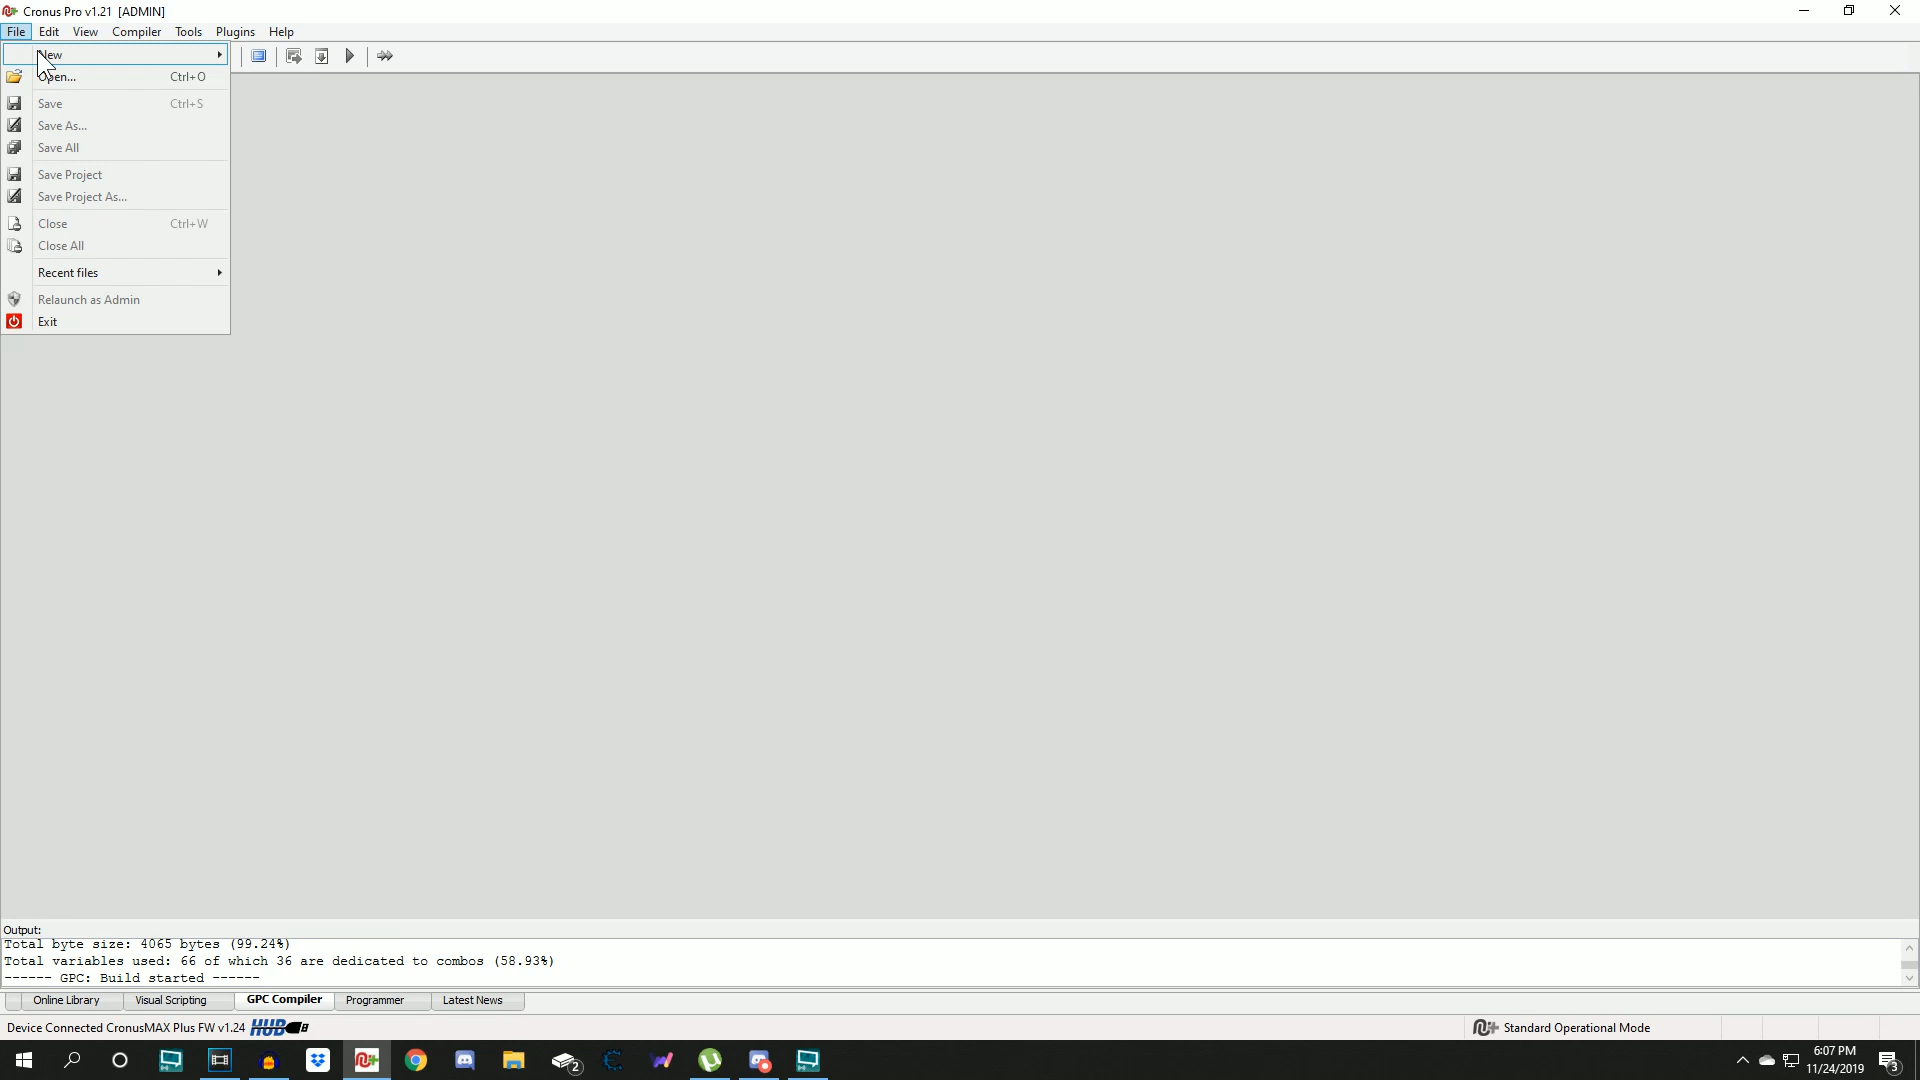 Cronus Pro v1.21 [ADMIN]
File Edit View Compiler Tools Plugins Help
New
Open... Ctrl+O
Save Ctrl+S
Save As...
Save All
Save Project
Save Project As...
Close Ctrl+W
Close All
Recent files
Relaunch as Admin
Exit
Output:
Total byte size: 4065 bytes (99.24%)
Total variables used: 66 of which 36 are dedicated to combos (58.93%)
------ GPC: Build started ------
Online Library Visual Scripting GPC Compiler Programmer Latest News
Device Connected CronusMAX Plus FW v1.24 HUB Standard Operational Mode
2
6:07 PM
11/24/2019
3